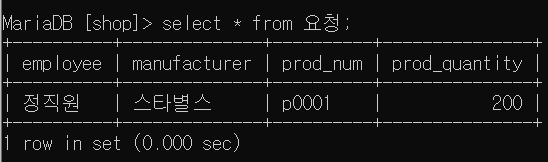 MariaDB [shop]> select * from 요청;
+----------+--------------+----------+---------------+
| employee | manufacturer | prod_num | prod_quantity |
+----------+--------------+----------+---------------+
| 정직원 | 스타별스 | p0001 | 200 |
+----------+--------------+----------+---------------+
1 row in set (0.000 sec)